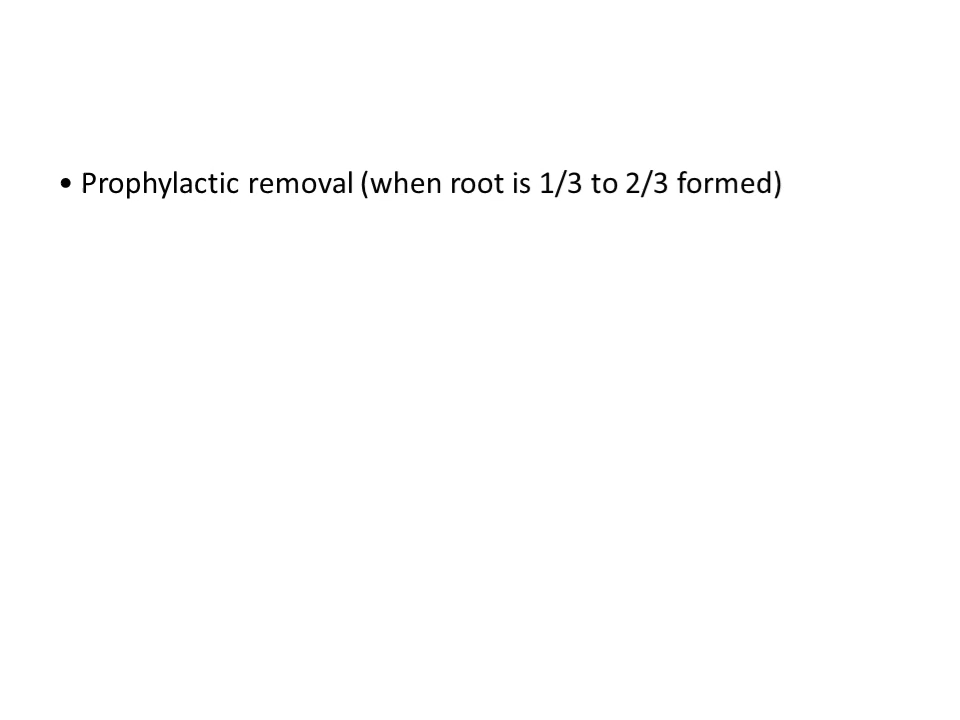 • Prophylactic removal (when root is 1/3 to 2/3 formed)